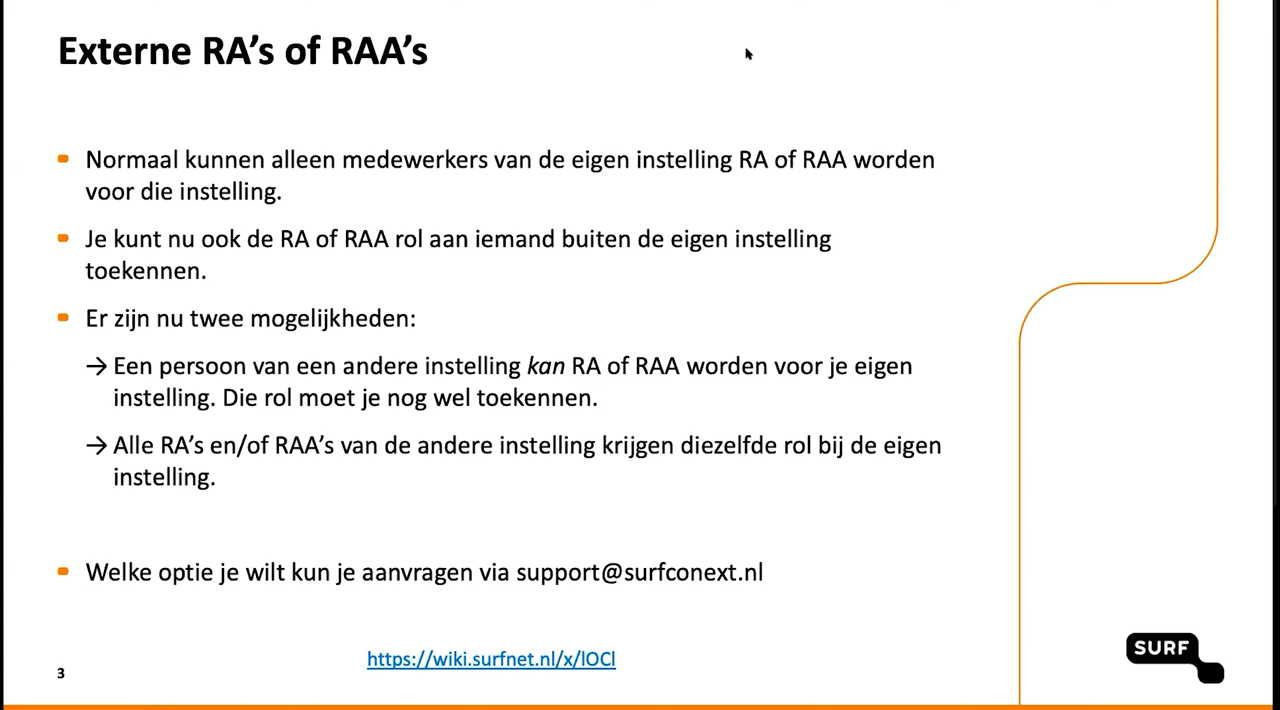 Externe RA's of RAA's
Normaal kunnen alleen medewerkers van de eigen instelling RA of RAA worden
voor die instelling.
Je kunt nu ook de RA of RAA rol aan iemand buiten de eigen instelling
toekennen.
Er zijn nu twee mogelijkheden:
→ Een persoon van een andere instelling kan RA of RAA worden voor je eigen
instelling. Die rol moet je nog wel toekennen.
→ Alle RA's en/of RAA's van de andere instelling krijgen diezelfde rol bij de eigen
instelling.
Welke optie je wilt kun je aanvragen via support@surfconext.nl
https://wiki.surfnet.nl/x/lOCl
3
SURF